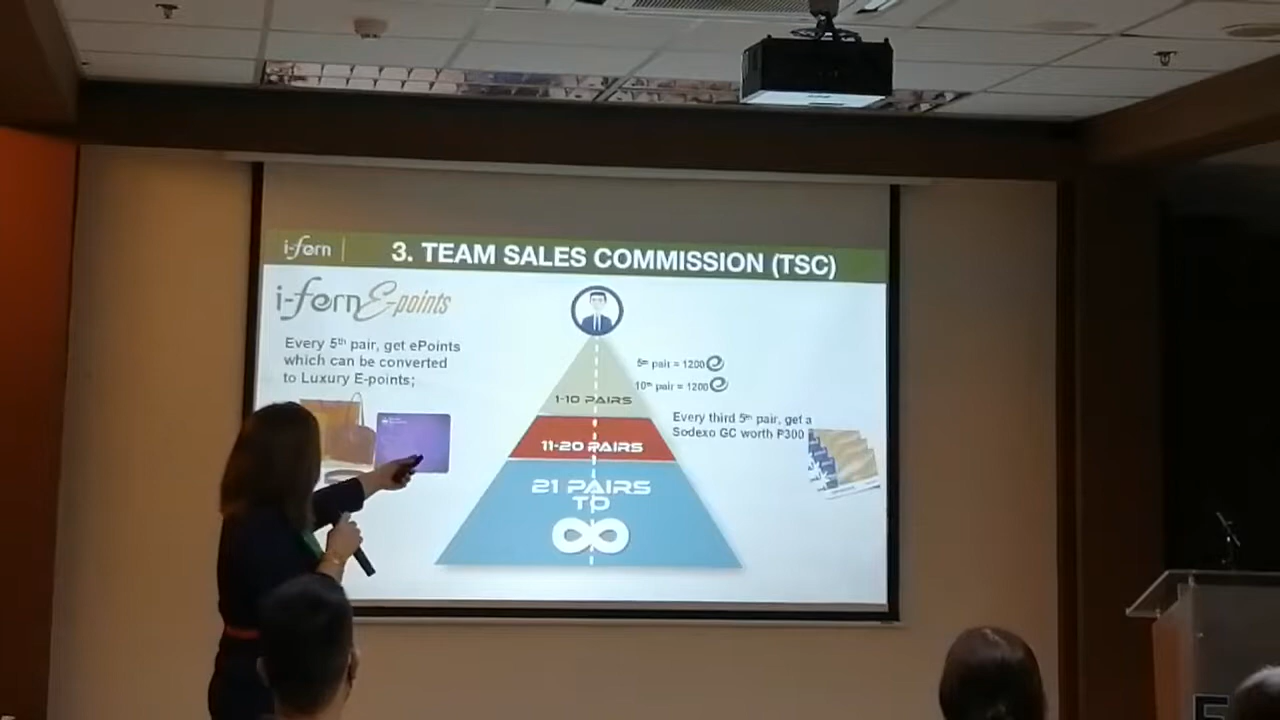 i-fern
3. TEAM SALES COMMISSION (TSC)
i-fern E-points
Every 5th pair, get ePoints
which can be converted
to Luxury E-points;
5th pair = 1200
10th pair = 1200
1-10 PAIRS
Every third 5th pair, get a
Sodexo GC worth P300
11-20 PAIRS
21 PAIRS
TO
∞